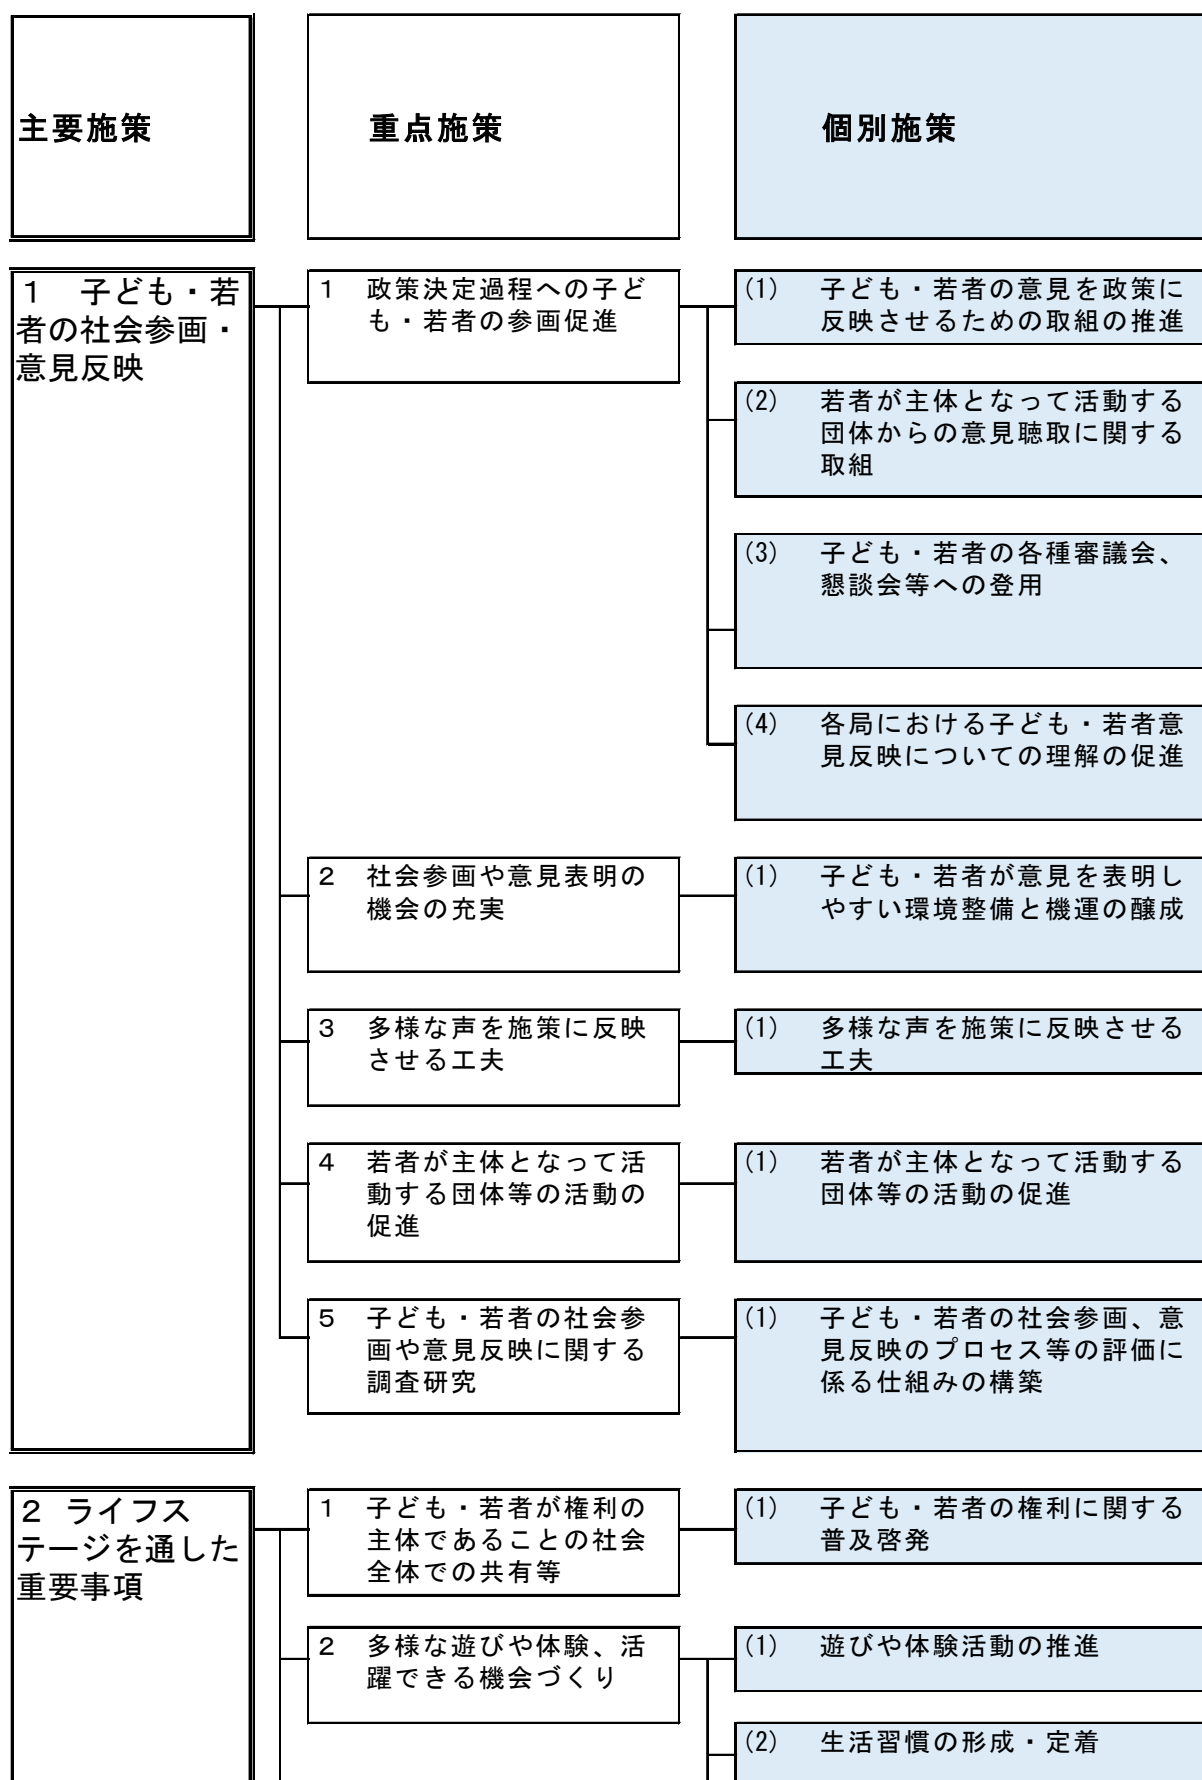 主要施策
重点施策
個別施策
1 子ども・若
者の社会参画・
意見反映
1 政策決定過程への子ど
も・若者の参画促進
(1) 子ども・若者の意見を政策に
反映させるための取組の推進
(2) 若者が主体となって活動する
団体からの意見聴取に関する
取組
(3) 子ども・若者の各種審議会、
懇談会等への登用
(4) 各局における子ども・若者意
見反映についての理解の促進
2 社会参画や意見表明の
機会の充実
(1) 子ども・若者が意見を表明し
やすい環境整備と機運の醸成
3 多様な声を施策に反映
させる工夫
(1) 多様な声を施策に反映させる
工夫
4 若者が主体となって活
動する団体等の活動の
促進
(1) 若者が主体となって活動する
団体等の活動の促進
5 子ども・若者の社会参
画や意見反映に関する
調査研究
(1) 子ども・若者の社会参画、意
見反映のプロセス等の評価に
係る仕組みの構築
2 ライフス
テージを通した
重要事項
1 子ども・若者が権利の
主体であることの社会
全体での共有等
(1) 子ども・若者の権利に関する
普及啓発
2 多様な遊びや体験、活
躍できる機会づくり
(1) 遊びや体験活動の推進
(2) 生活習慣の形成・定着